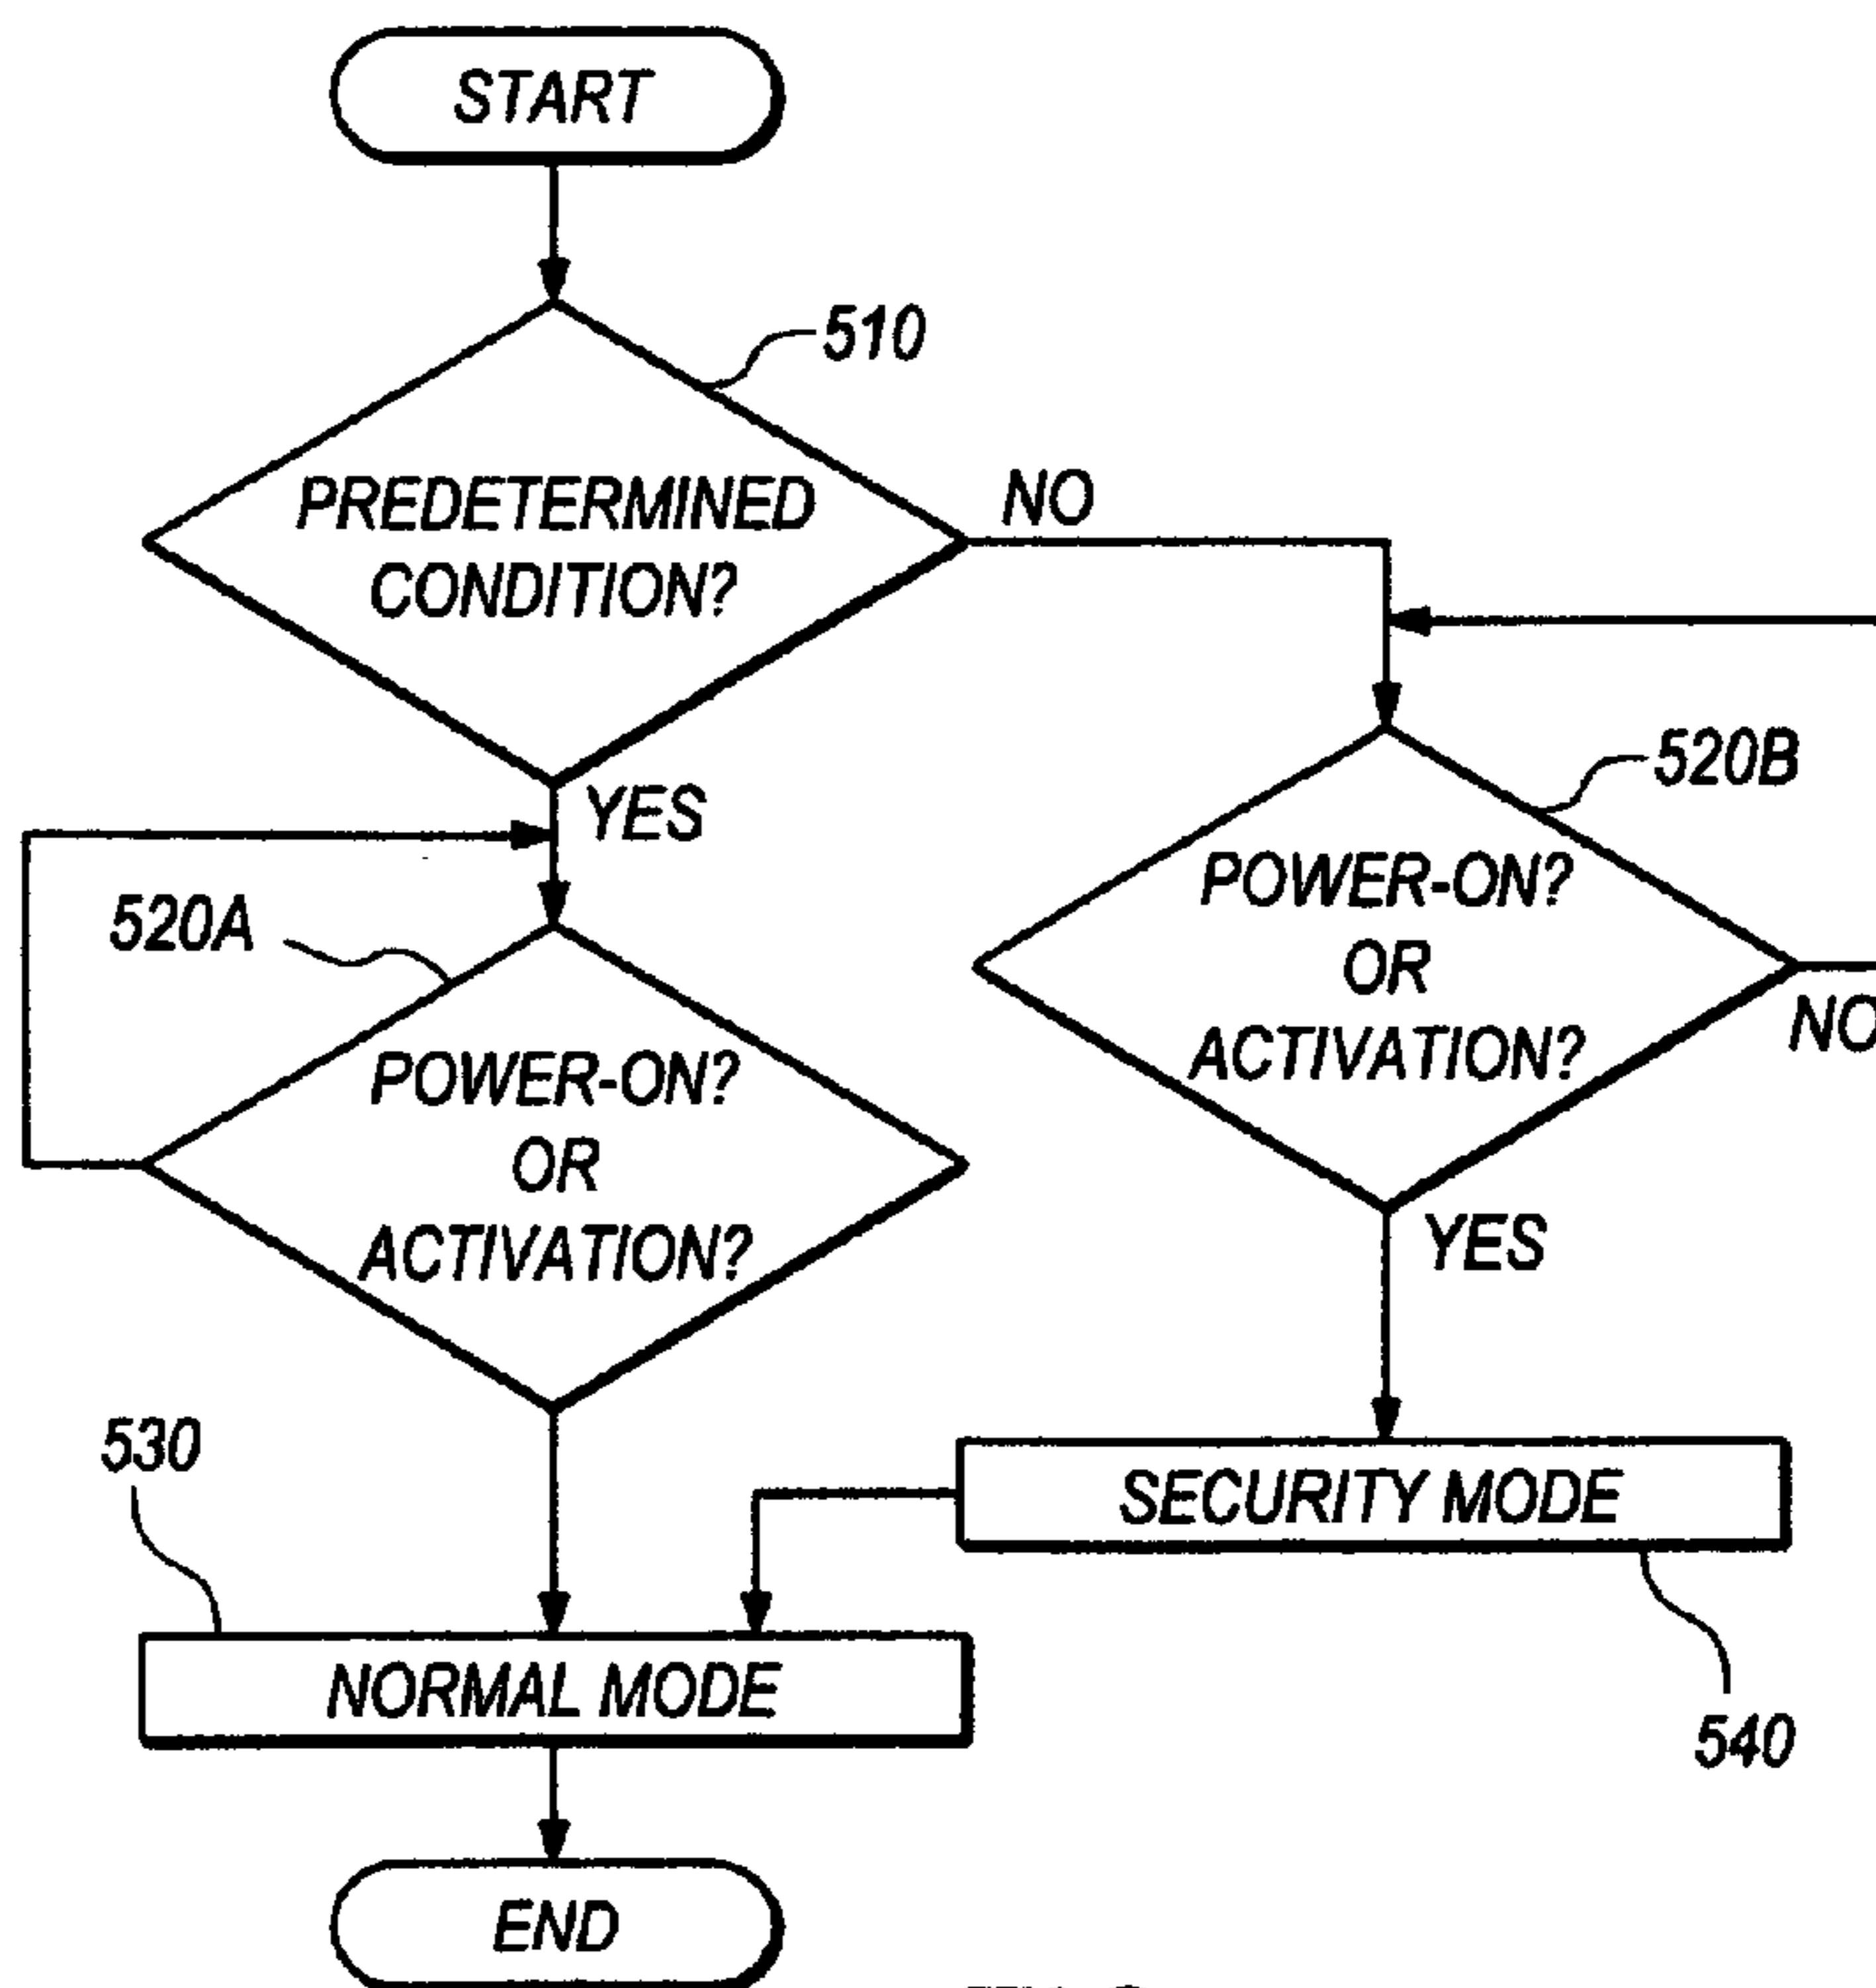 START
510
PREDETERMINED
CONDITION?
NO
YES
520A
POWER-ON?
OR
ACTIVATION?
520B
POWER-ON?
OR
ACTIVATION?
NO
YES
530
SECURITY MODE
NORMAL MODE
540
END